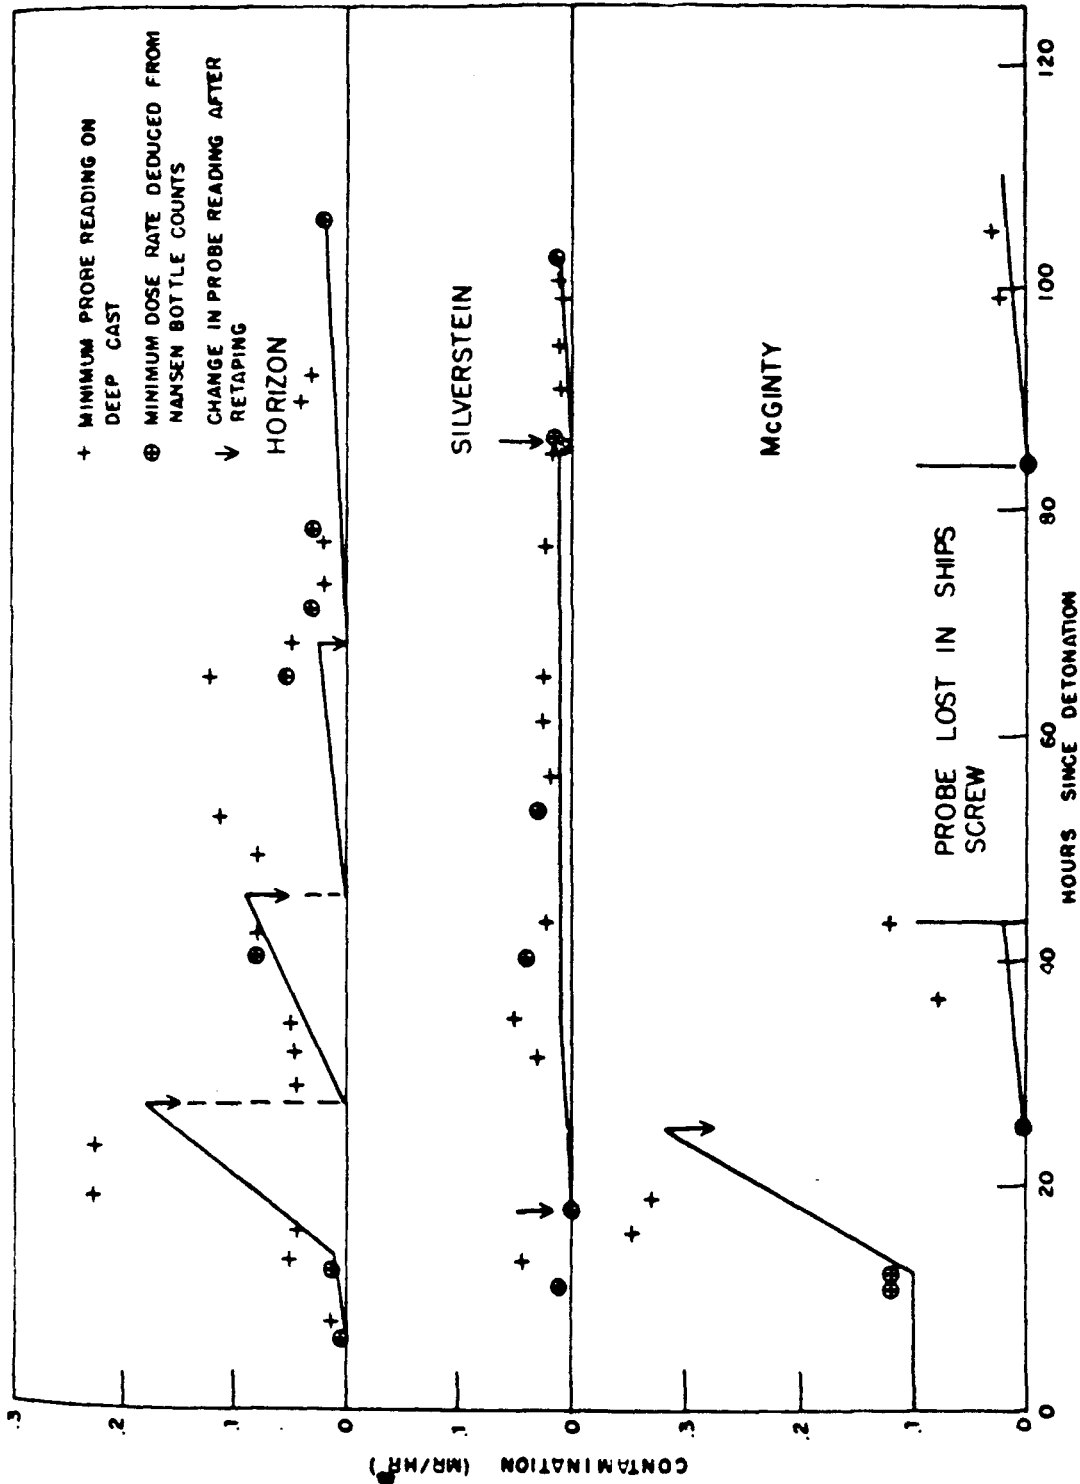 + MINIMUM PROBE READING ON
DEEP CAST
⊕ MINIMUM DOSE RATE DEDUCED FROM
NANSEN BOTTLE COUNTS
↓ CHANGE IN PROBE READING AFTER
RETAPING
HORIZON
SILVERSTEIN
McGINTY
PROBE LOST IN SHIPS
SCREW
CONTAMINATION (MR/HR)
.3
.2
.1
0
.1
0
.3
.2
.1
0
0 20 40 60 80 100 120
HOURS SINCE DETONATION